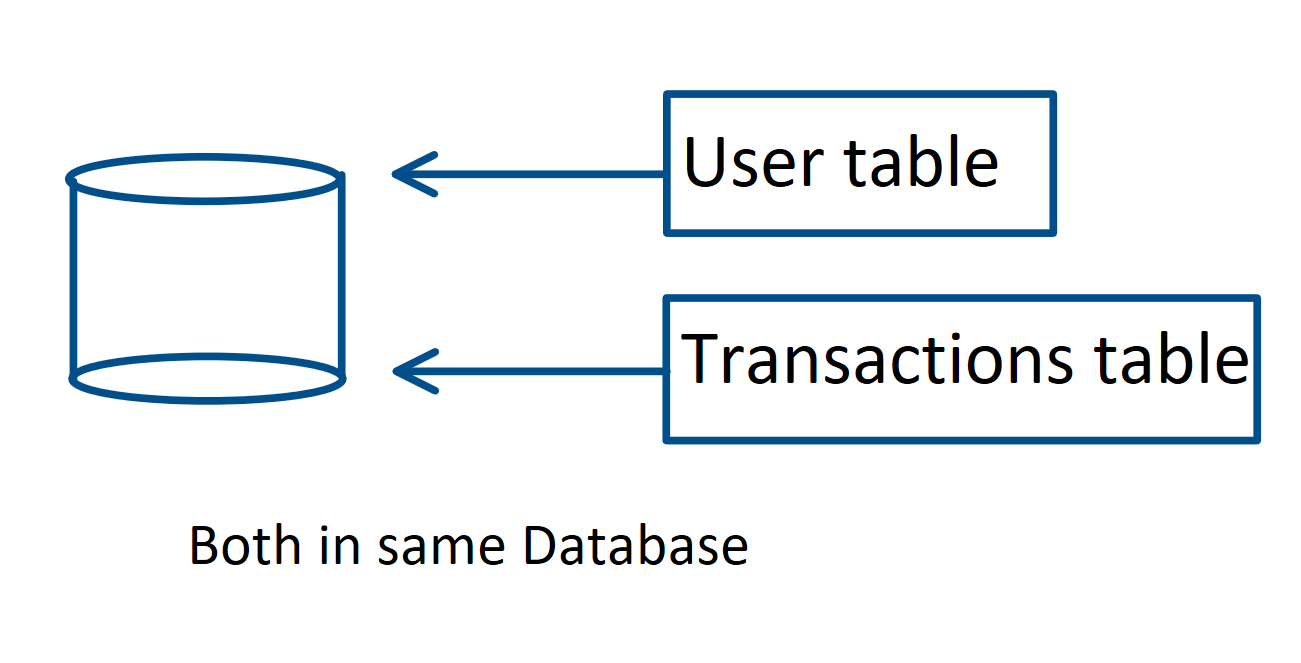 User table
Transactions table
Both in same Database